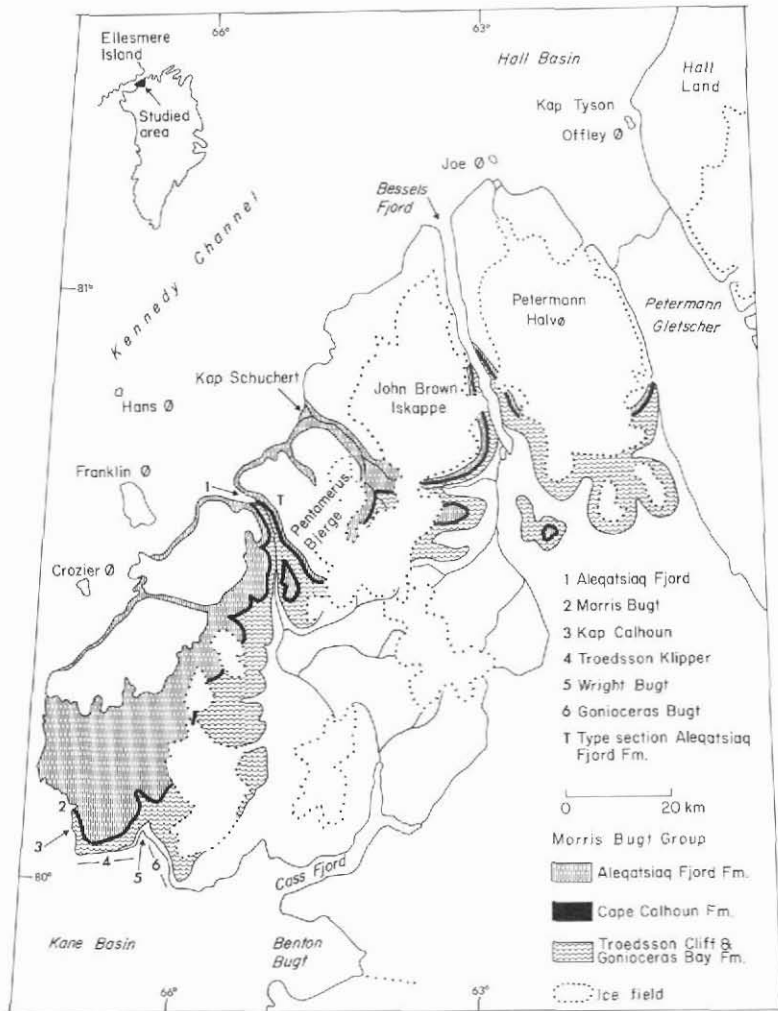 66°
63°
Ellesmere
Island
Studied
area
Hall Basin
Hall
Land
Kap Tyson
Offley Ø
Joe Ø
Bessels
Fjord
Kennedy Channel
81°
Petermann
Halvø
Petermann
Gletscher
Kap Schuchert
John Brown
Iskappe
Hans Ø
Franklin Ø
1
T
Pentamerus
Bjerge
Crozier Ø
1 Aleqatsiaq Fjord
2 Morris Bugt
3 Kap Calhoun
4 Troedsson Klipper
5 Wright Bugt
6 Gonioceras Bugt
T Type section Aleqatsiaq
Fjord Fm.
0 20 km
2
3
4
5
6
80°
Cass Fjord
Kane Basin
Benton
Bugt
Morris Bugt Group
Aleqatsiaq Fjord Fm.
Cape Calhoun Fm.
Troedsson Cliff &
Gonioceras Bay Fm.
Ice field
66°
63°